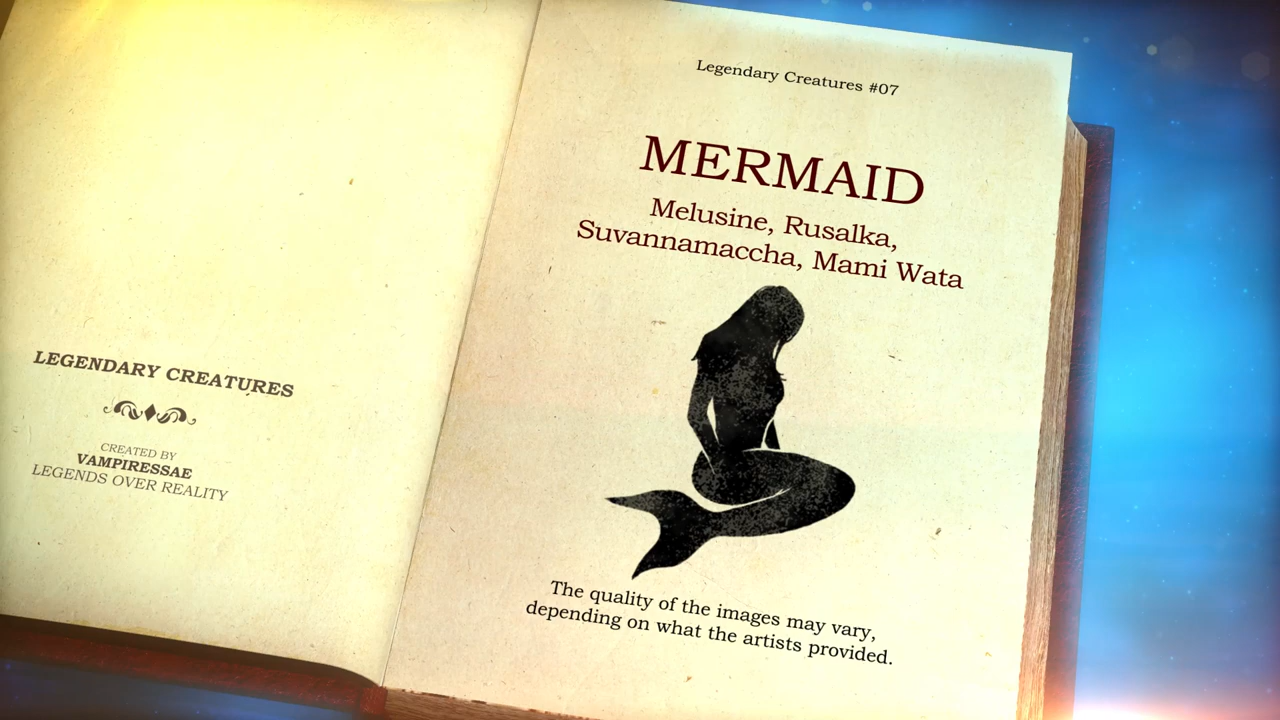 LEGENDARY CREATURES
CREATED BY
VAMPIRESSAE
LEGENDS OVER REALITY
Legendary Creatures #07
MERMAID
Melusine, Rusalka,
Suvannamaccha, Mami Wata
The quality of the images may vary,
depending on what the artists provided.